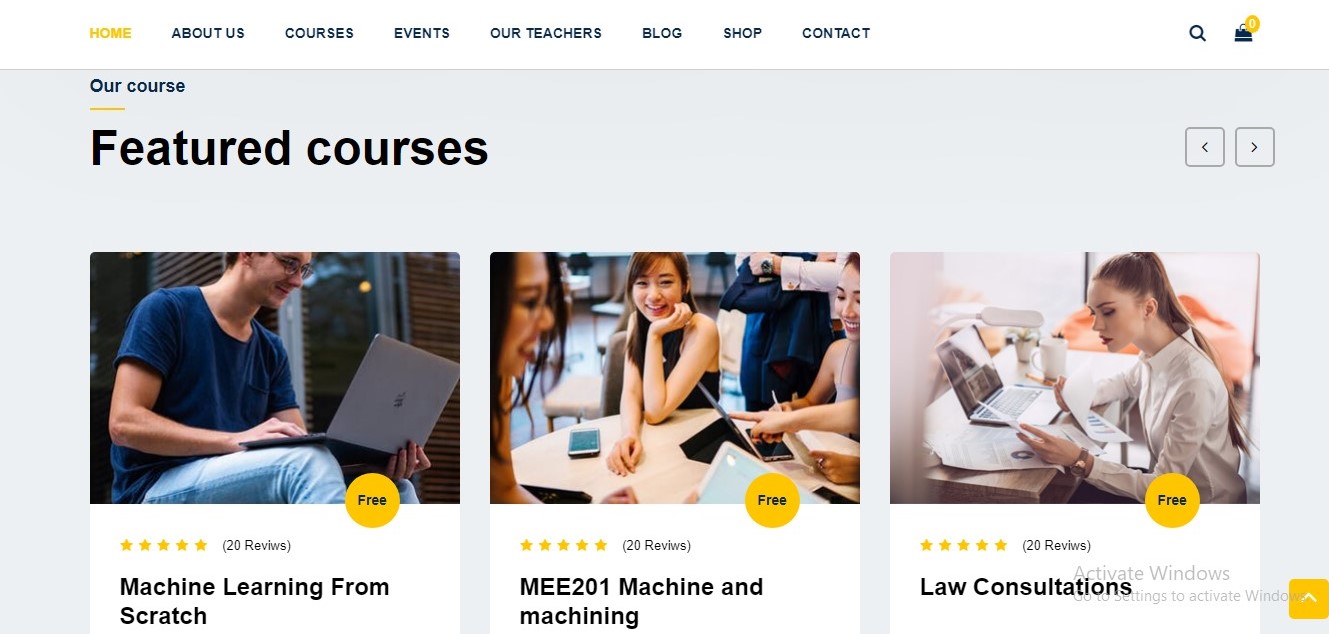 HOME ABOUT US COURSES EVENTS OUR TEACHERS BLOG SHOP CONTACT 0
Our course
Featured courses
Free Free Free
(20 Reviws) (20 Reviws) (20 Reviws)
Machine Learning From Scratch
MEE201 Machine and machining
Law Consultations
Activate Windows
Go to Settings to activate Windows.